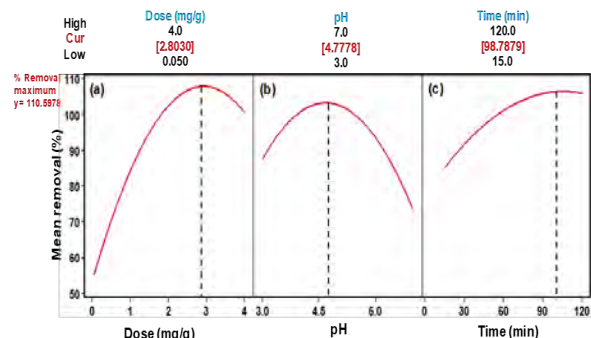 Dose (mg/g) pH Time (min)
High 4.0 7.0 120.0
Cur [2.8030] [4.7778] [98.7879]
Low 0.050 3.0 15.0
% Removal
maximum
y= 110.5978
Mean removal (%)
110
100
90
80
70
60
50
(a) (b) (c)
0 1 2 3 4 3.0 4.5 6.0 0 30 60 90 120
Dose (mg/g) pH Time (min)